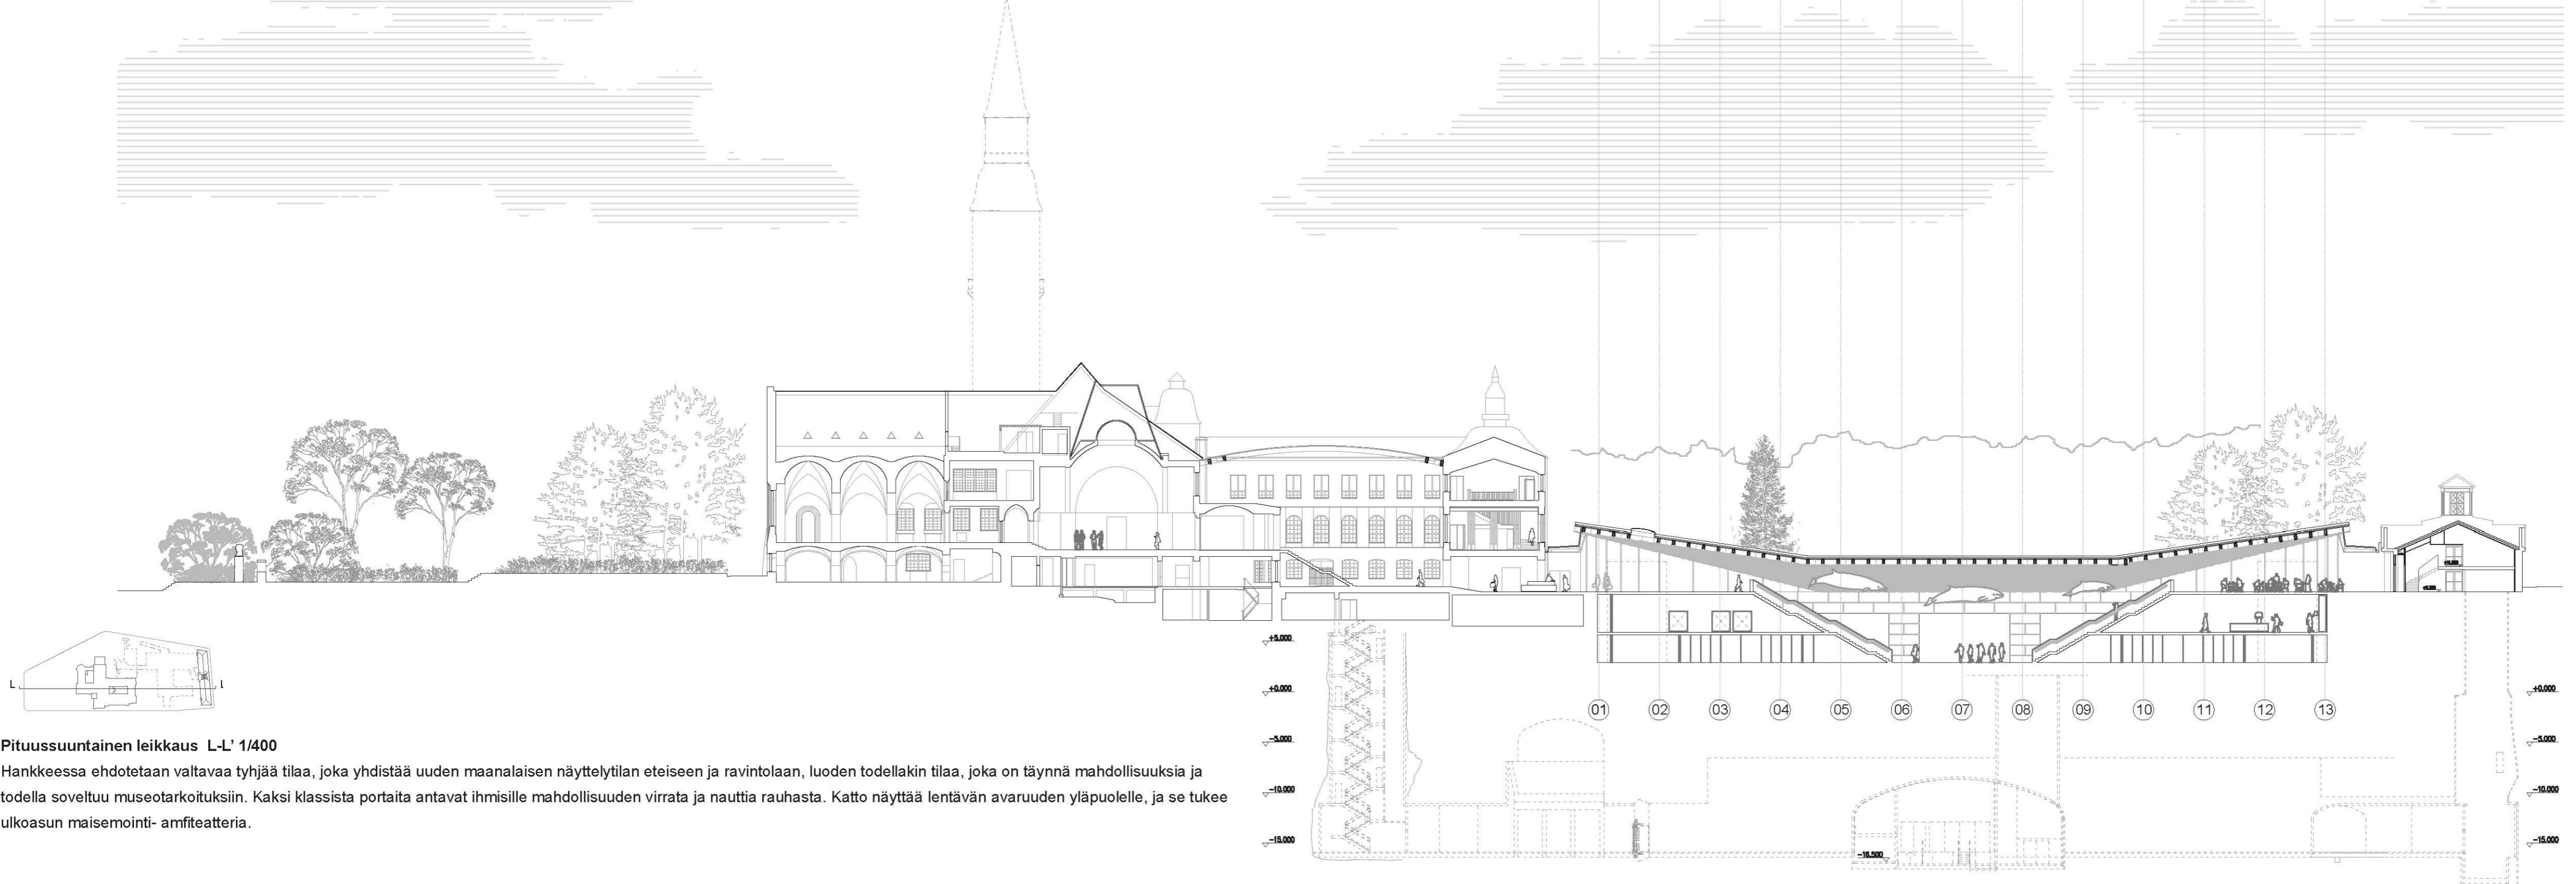 +5.000
+0.000
-5.000
-10.000
-15.000
01 02 03 04 05 06 07 08 09 10 11 12 13
+0.000
-5.000
-10.000
-15.000
-16.500
L L
Pituussuuntainen leikkaus L-L’ 1/400
Hankkeessa ehdotetaan valtavaa tyhjää tilaa, joka yhdistää uuden maanalaisen näyttelytilan eteiseen ja ravintolaan, luoden todellakin tilaa, joka on täynnä mahdollisuuksia ja
todella soveltuu museotarkoituksiin. Kaksi klassista portaita antavat ihmisille mahdollisuuden virrata ja nauttia rauhasta. Katto näyttää lentävän avaruuden yläpuolelle, ja se tukee
ulkoasun maisemointi- amfiteatteria.